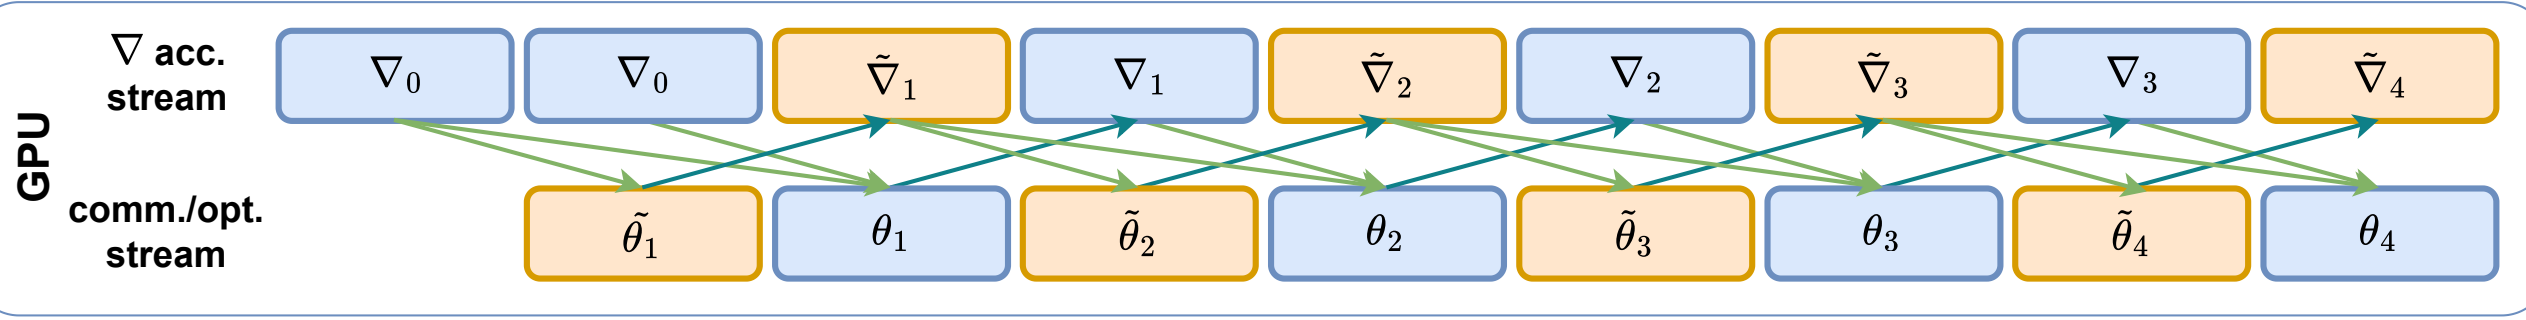 GPU
∇ acc.
stream
∇₀ ∇₀ ∇̃₁ ∇₁ ∇̃₂ ∇₂ ∇̃₃ ∇₃ ∇̃₄
comm./opt.
stream
θ̃₁ θ₁ θ̃₂ θ₂ θ̃₃ θ₃ θ̃₄ θ₄